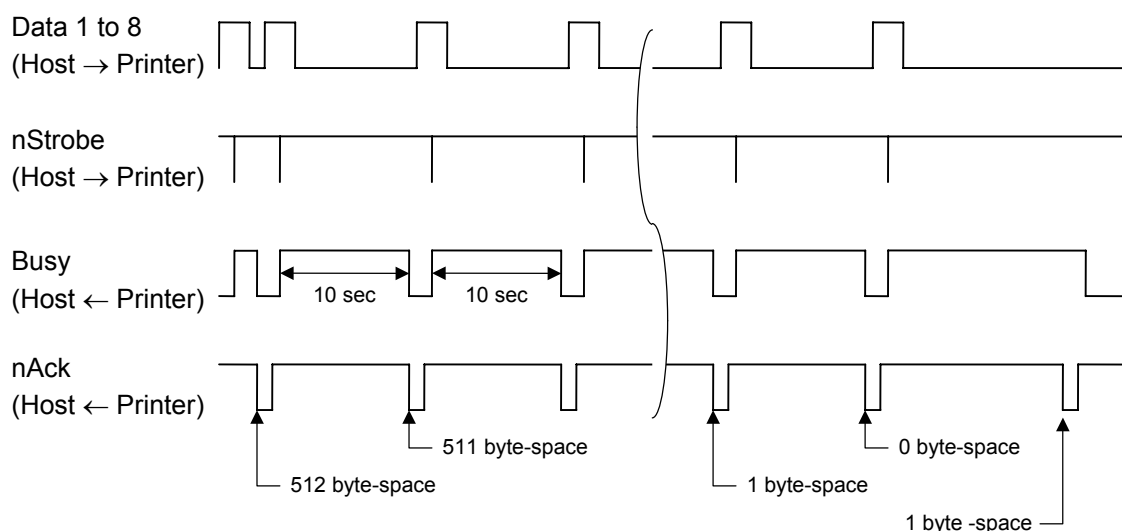 Data 1 to 8
(Host → Printer)
nStrobe
(Host → Printer)
Busy
(Host ← Printer)
10 sec
10 sec
nAck
(Host ← Printer)
511 byte-space
0 byte-space
512 byte-space
1 byte-space
1 byte -space